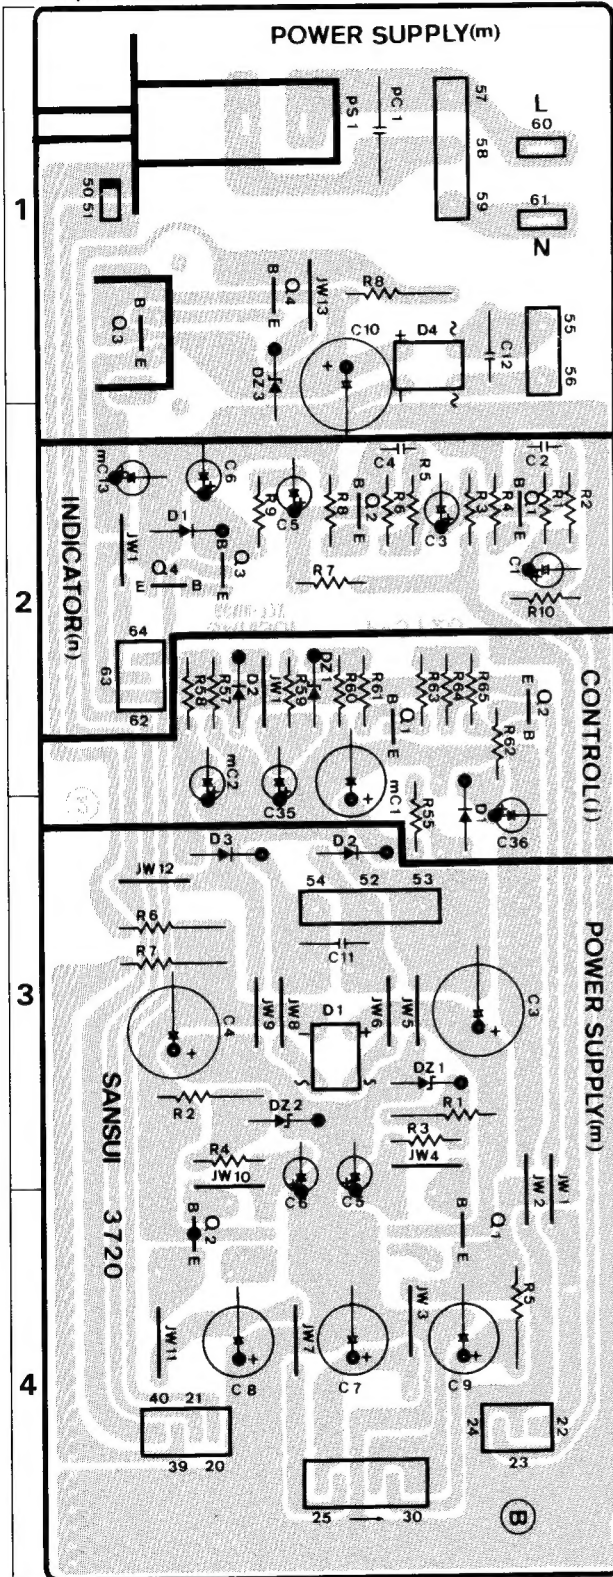 POWER SUPPLY(m)
PS 1
PC 1
57
58
59
L
60
61
N
50 51
1
B
Q3
E
B
Q4
E
JW13
R8
C10
+
D4
~
~
C12
55
56
DZ3
mC13
C6
R9
C5
R8
B
Q2
E
C4
R6
R5
C3
R3
R4
B
Q1
E
C2
R1
R2
INDICATOR(n)
JW1
D1
Q4
E B
B
Q3
E
R7
C1
R10
2
64
63
62
R58
R57
D2
JW1
R59
DZ1
R60
R61
B
Q1
E
R63
R64
R65
E
Q2
B
R62
CONTROL(i)
mC2
C35
+
mC1
R55
D1
C36
D3
D2
JW12
54 52 53
R6
R7
C11
POWER SUPPLY(m)
3
C4
+
JW9
JW8
D1
+
~
~
JW6
JW5
C3
+
SANSUI 3720
R2
DZ2
DZ1
R1
R3
R4
JW10
C6
C5
JW4
JW2
JW1
B
Q2
E
B
Q1
E
R5
JW11
C8
+
JW7
C7
+
JW3
C9
+
4
40 21
39 20
24
22
23
25 → 30
B